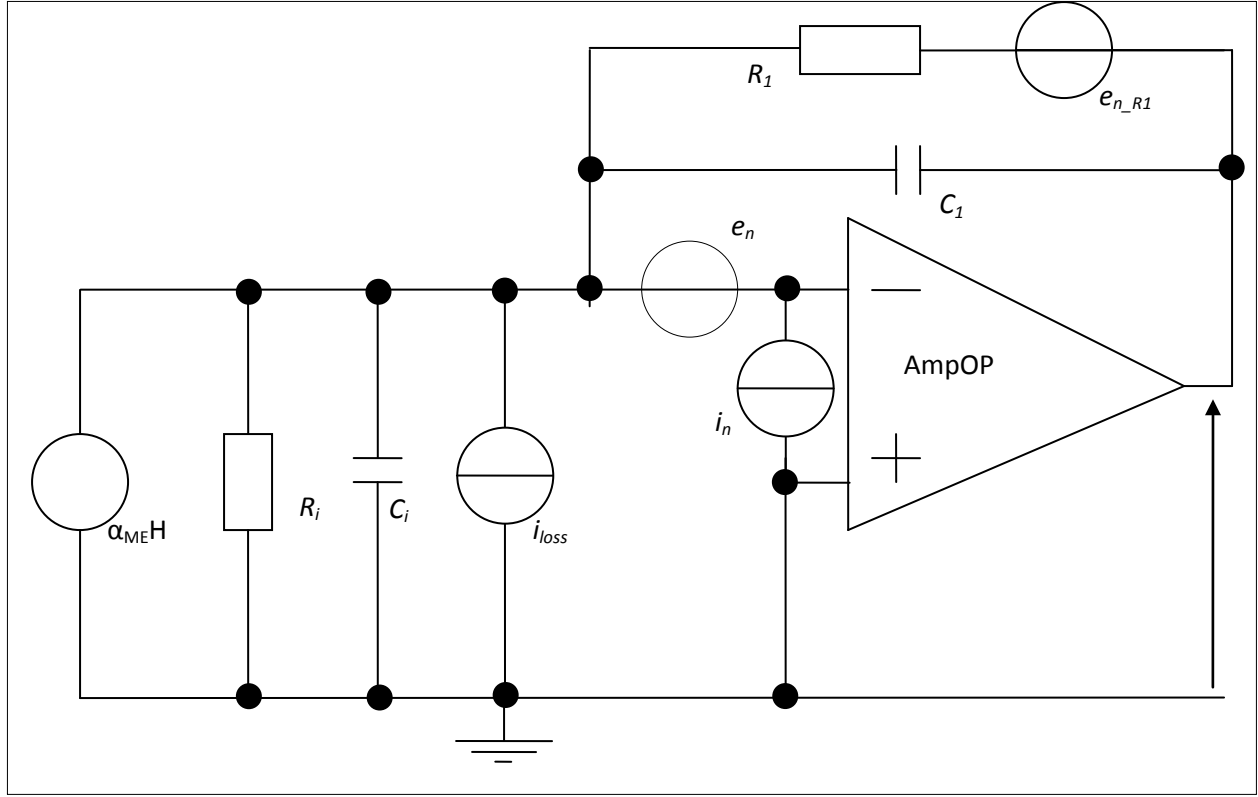 R1
en_R1
C1
en
AmpOP
in
αMEH
Ri
Ci
iloss